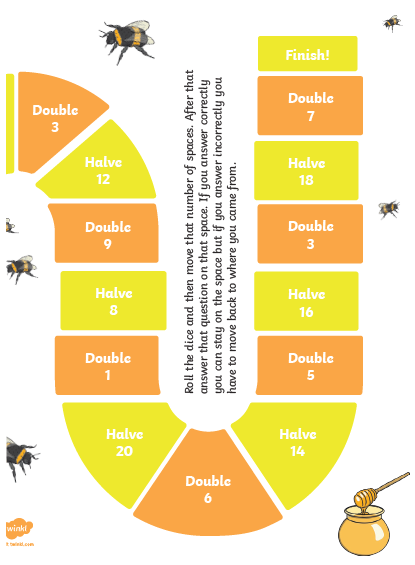 Finish!
Double
7
Halve
18
Double
3
Halve
16
Double
5
Halve
14
Double
6
Halve
20
Double
1
Halve
8
Double
9
Halve
12
Double
3
Roll the dice and then move that number of spaces. After that
answer that question on that space. If you answer correctly
you can stay on the space but if you answer incorrectly you
have to move back to where you came from.